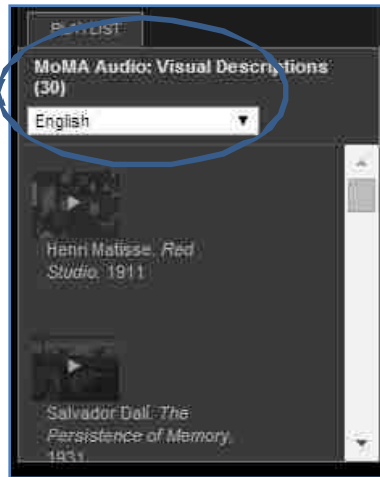 PLAYLIST
MoMA Audio: Visual Descriptions
(30)
English
Henri Matisse. Red
Studio. 1911
Salvador Dalí. The
Persistence of Memory.
1931